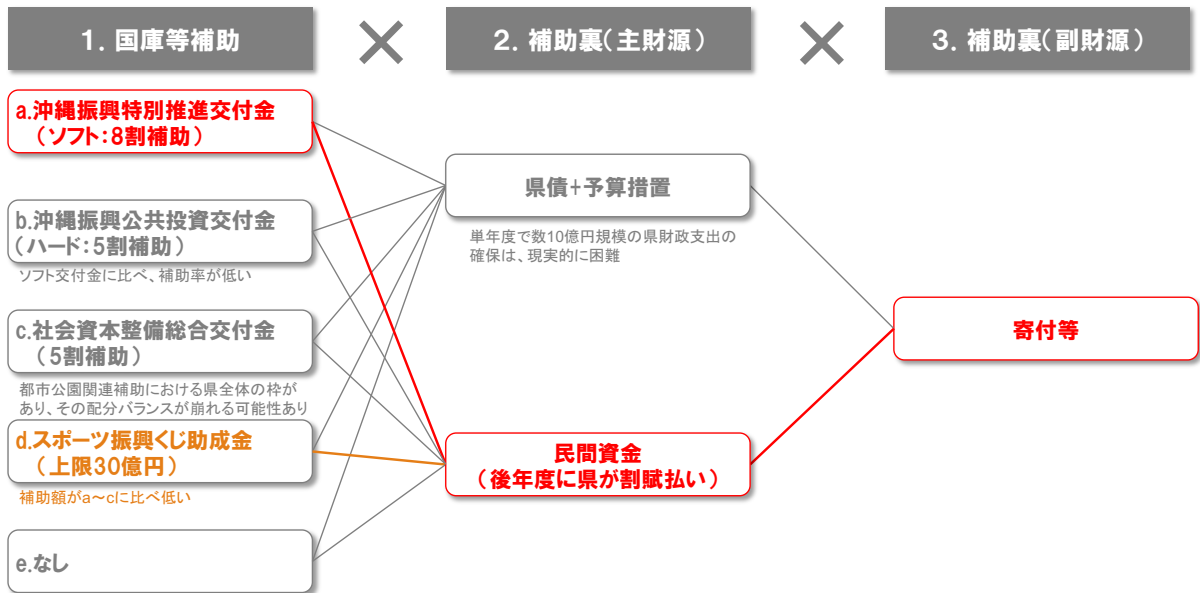 1. 国庫等補助
2. 補助裏(主財源)
3. 補助裏(副財源)
a.沖縄振興特別推進交付金
(ソフト:8割補助)
b.沖縄振興公共投資交付金
(ハード:5割補助)
ソフト交付金に比べ、補助率が低い
c.社会資本整備総合交付金
(5割補助)
都市公園関連補助における県全体の枠が
あり、その配分バランスが崩れる可能性あり
d.スポーツ振興くじ助成金
(上限30億円)
補助額がa~cに比べ低い
e.なし
県債+予算措置
単年度で数10億円規模の県財政支出の
確保は、現実的に困難
民間資金
(後年度に県が割賦払い)
寄付等